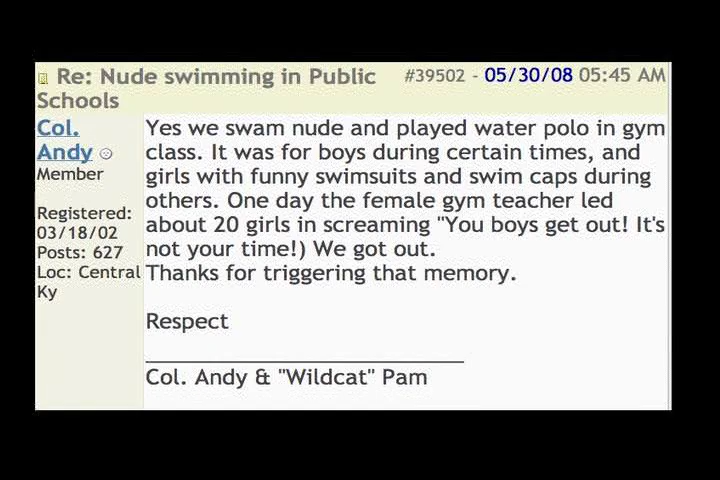 Re: Nude swimming in Public Schools
#39502 - 05/30/08 05:45 AM
Col.
Andy
Member
Registered:
03/18/02
Posts: 627
Loc: Central
Ky
Yes we swam nude and played water polo in gym
class. It was for boys during certain times, and
girls with funny swimsuits and swim caps during
others. One day the female gym teacher led
about 20 girls in screaming "You boys get out! It's
not your time!) We got out.
Thanks for triggering that memory.
Respect
Col. Andy & "Wildcat" Pam